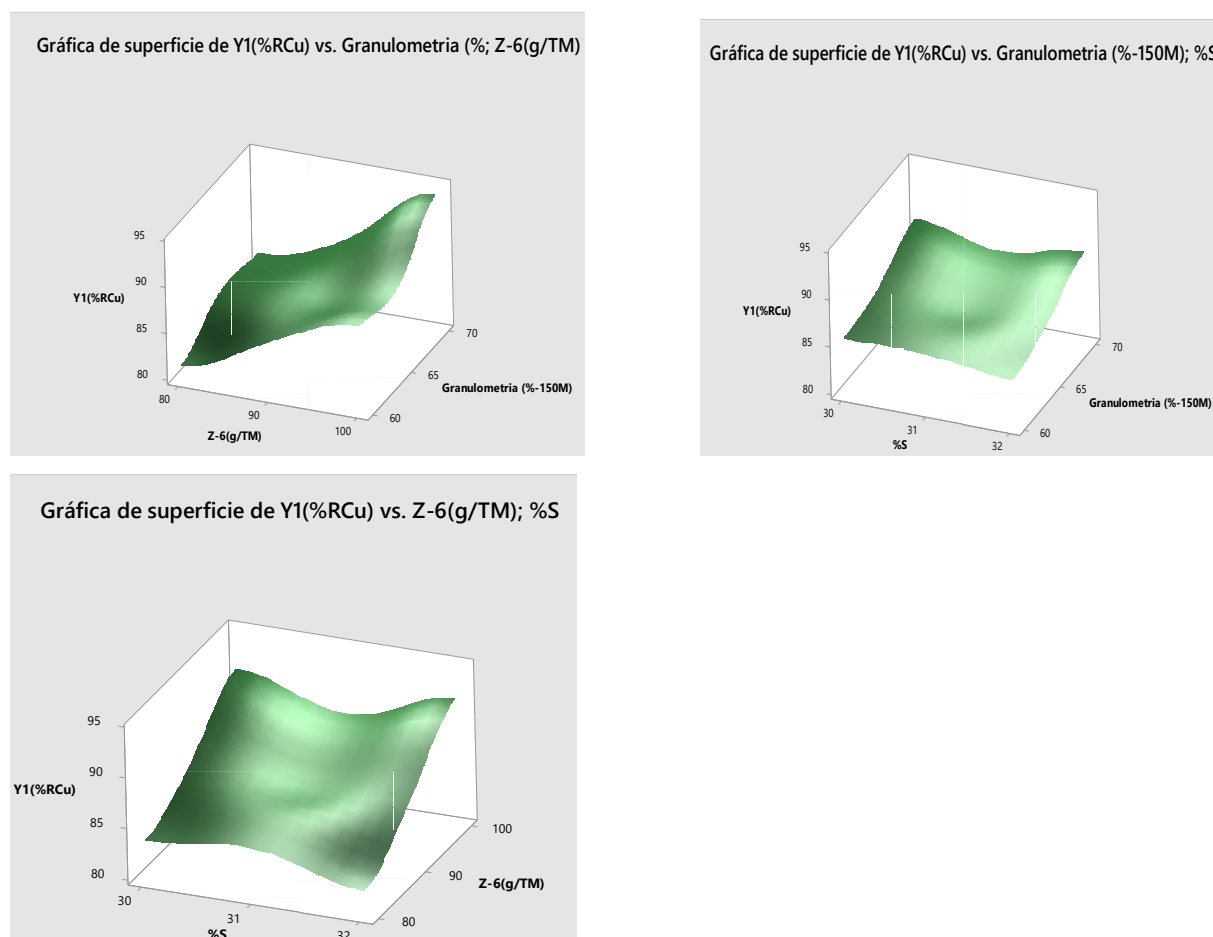 Gráfica de superficie de Y1(%RCu) vs. Granulometria (%; Z-6(g/TM)
95
90
Y1(%RCu)
85
80
80
90
100
Z-6(g/TM)
60
65
70
Granulometria (%-150M)
Gráfica de superficie de Y1(%RCu) vs. Granulometria (%-150M); %S
95
90
Y1(%RCu)
85
80
30
31
32
%S
60
65
70
Granulometria (%-150M)
Gráfica de superficie de Y1(%RCu) vs. Z-6(g/TM); %S
95
90
Y1(%RCu)
85
80
30
31
32
%S
80
90
100
Z-6(g/TM)